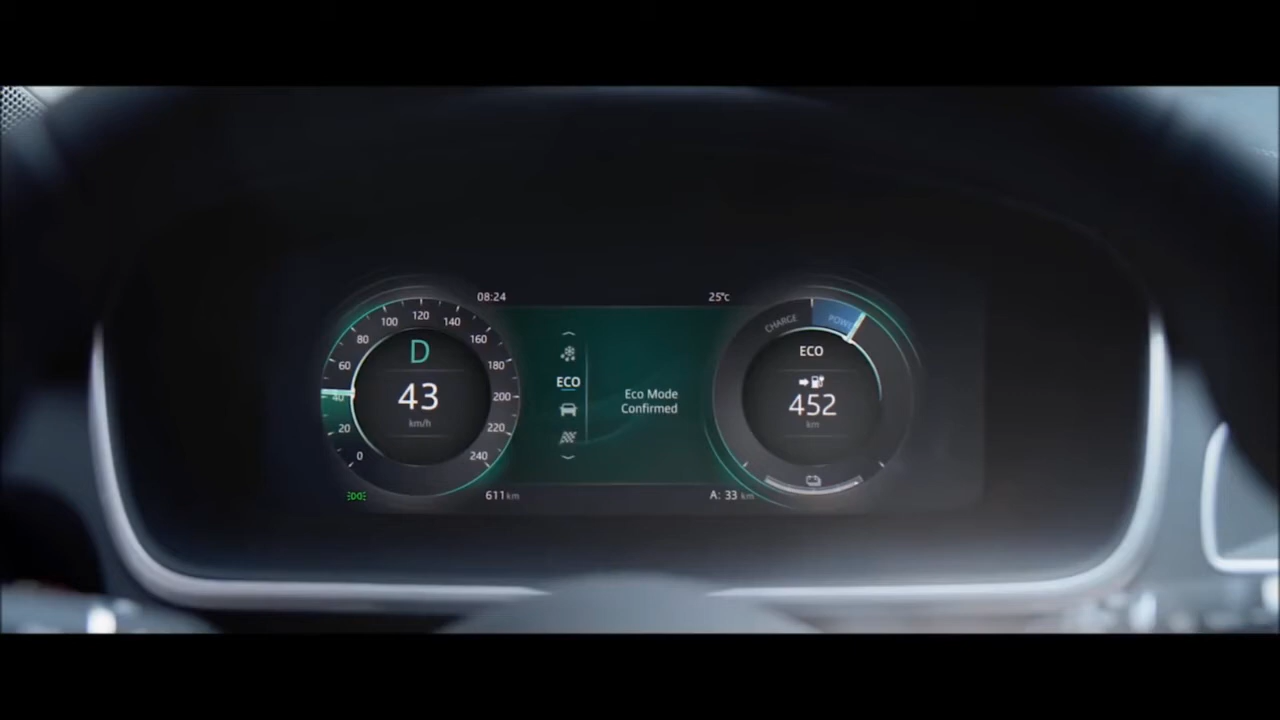 08:24
25°C
0
20
40
60
80
100
120
140
160
180
200
220
240
D
43
km/h
ECO
Eco Mode
Confirmed
CHARGE
POWER
ECO
452
km
611 km
A: 33 km